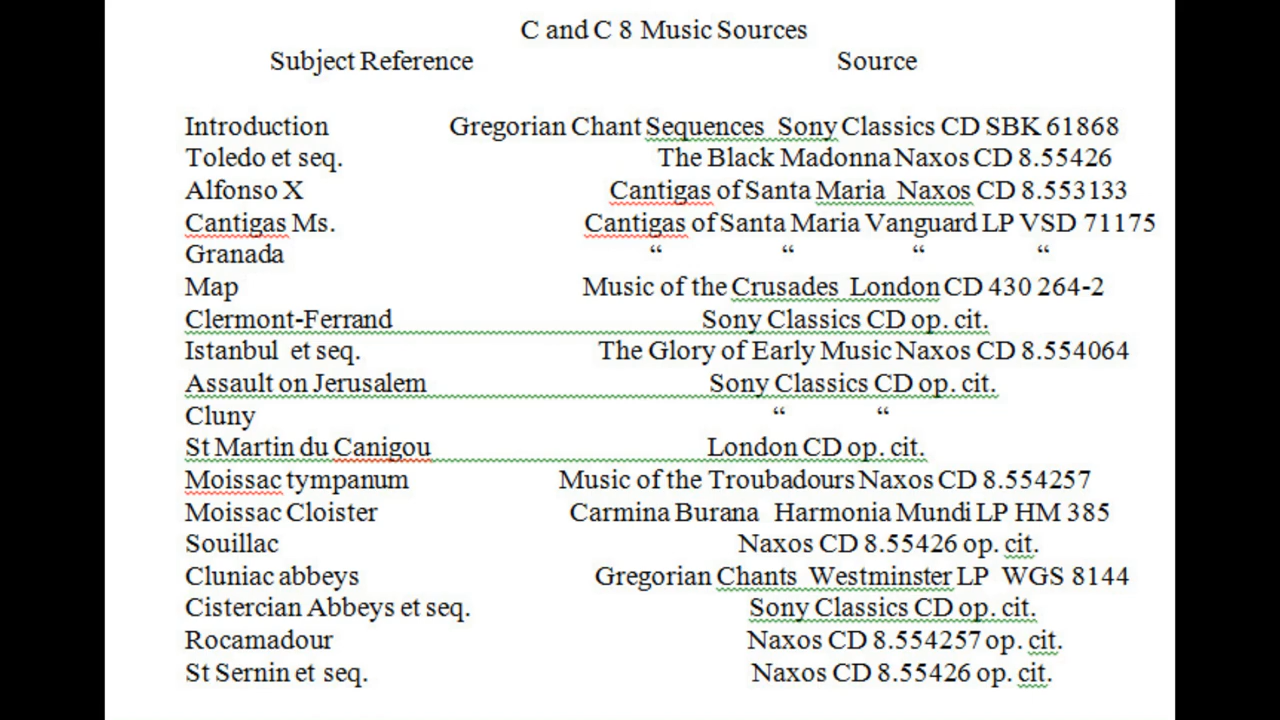 C and C 8 Music Sources
Subject Reference Source
Introduction Gregorian Chant Sequences Sony Classics CD SBK 61868
Toledo et seq. The Black Madonna Naxos CD 8.55426
Alfonso X Cantigas of Santa Maria Naxos CD 8.553133
Cantigas Ms. Cantigas of Santa Maria Vanguard LP VSD 71175
Granada “ “ “ “
Map Music of the Crusades London CD 430 264-2
Clermont-Ferrand Sony Classics CD op. cit.
Istanbul et seq. The Glory of Early Music Naxos CD 8.554064
Assault on Jerusalem Sony Classics CD op. cit.
Cluny “ “
St Martin du Canigou London CD op. cit.
Moissac tympanum Music of the Troubadours Naxos CD 8.554257
Moissac Cloister Carmina Burana Harmonia Mundi LP HM 385
Souillac Naxos CD 8.55426 op. cit.
Cluniac abbeys Gregorian Chants Westminster LP WGS 8144
Cistercian Abbeys et seq. Sony Classics CD op. cit.
Rocamadour Naxos CD 8.554257 op. cit.
St Sernin et seq. Naxos CD 8.55426 op. cit.